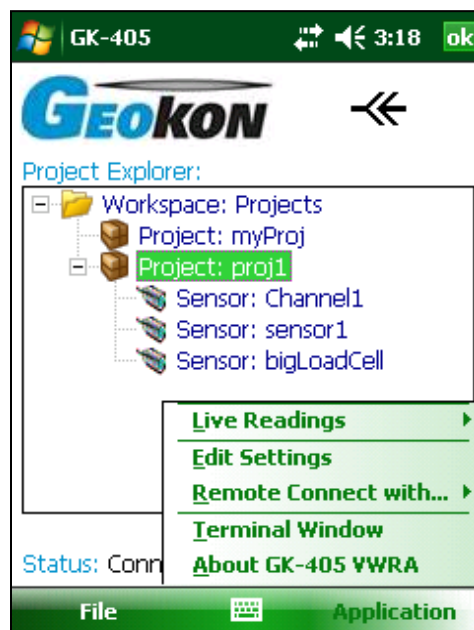 GK-405
3:18
ok
GEOKON
Project Explorer:
Workspace: Projects
Project: myProj
Project: proj1
Sensor: Channel1
Sensor: sensor1
Sensor: bigLoadCell
Live Readings
Edit Settings
Remote Connect with...
Terminal Window
Status: Conn
About GK-405 VWRA
File
Application